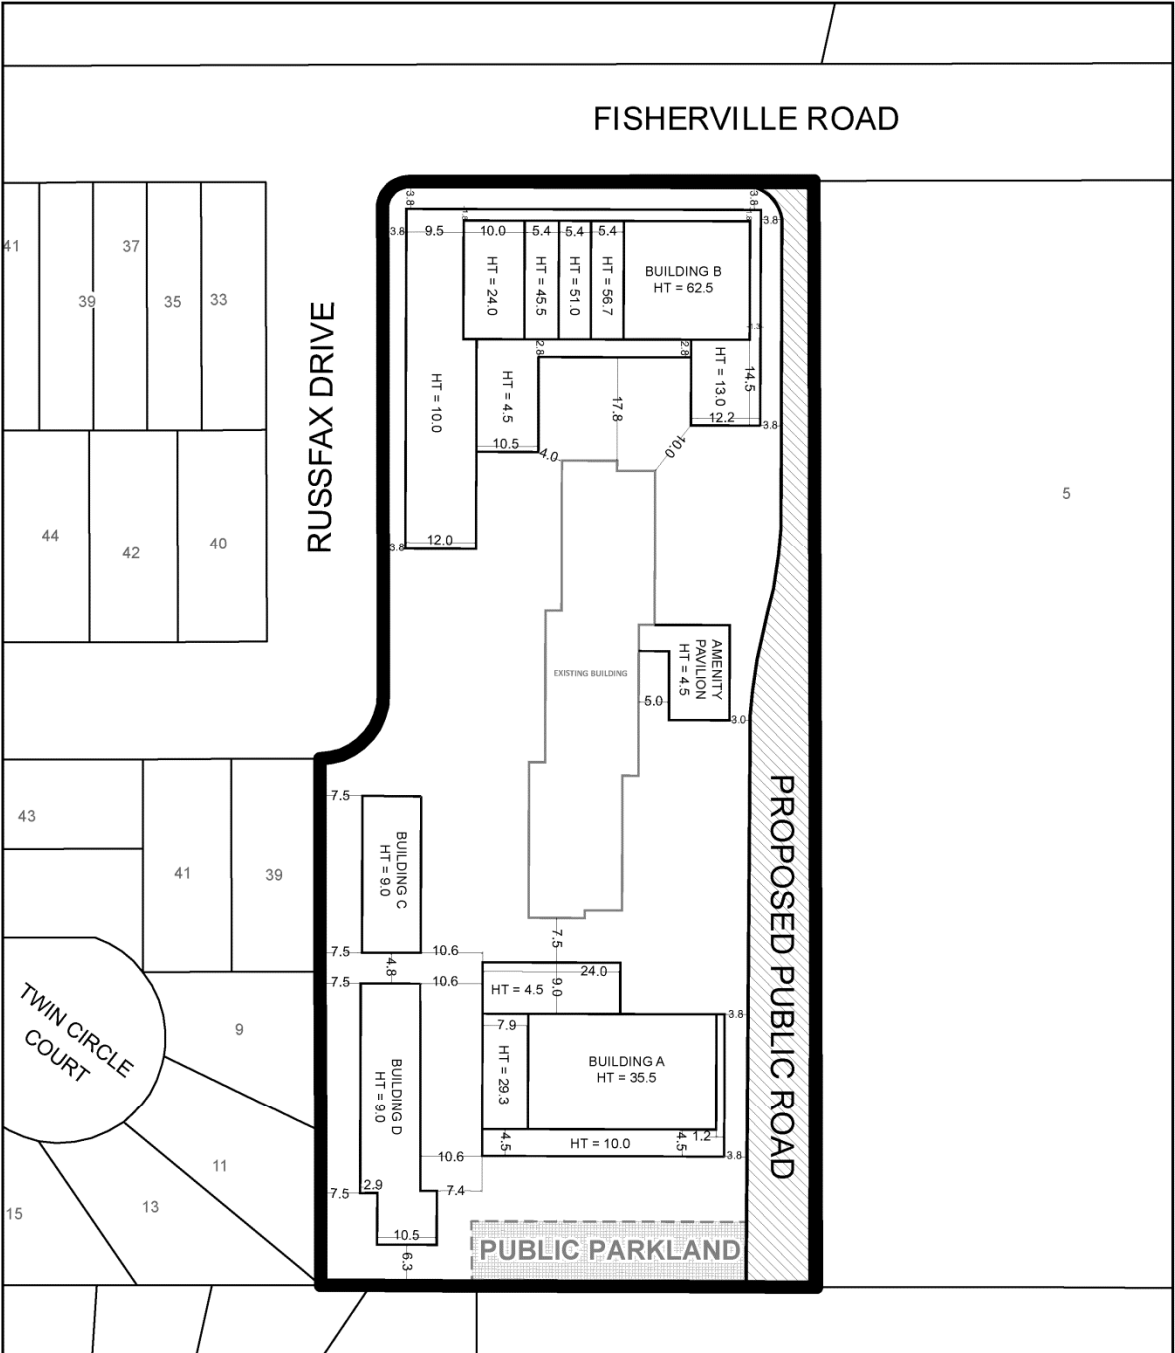 FISHERVILLE ROAD
3.8
3.8
1.8
1.8
3.8
3.8
9.5
10.0
5.4
5.4
5.4
41
37
39
35
33
HT = 24.0
HT = 45.5
HT = 51.0
HT = 56.7
BUILDING B
HT = 62.5
1.3
2.8
2.8
HT = 10.0
HT = 4.5
17.8
HT = 13.0
14.5
12.2
3.8
10.5
4.0
10.0
RUSSFAX DRIVE
5
44
42
40
3.8
12.0
EXISTING BUILDING
AMENITY
PAVILION
HT = 4.5
5.0
3.0
PROPOSED PUBLIC ROAD
43
41
39
7.5
BUILDING C
HT = 9.0
7.5
10.6
7.5
4.8
7.5
10.6
24.0
HT = 4.5
9.0
TWIN CIRCLE
COURT
9
3.8
7.9
BUILDING A
HT = 35.5
HT = 29.3
BUILDING D
HT = 9.0
4.5
HT = 10.0
4.5
1.2
3.8
10.6
11
7.5
2.9
7.4
15
13
10.5
6.3
PUBLIC PARKLAND